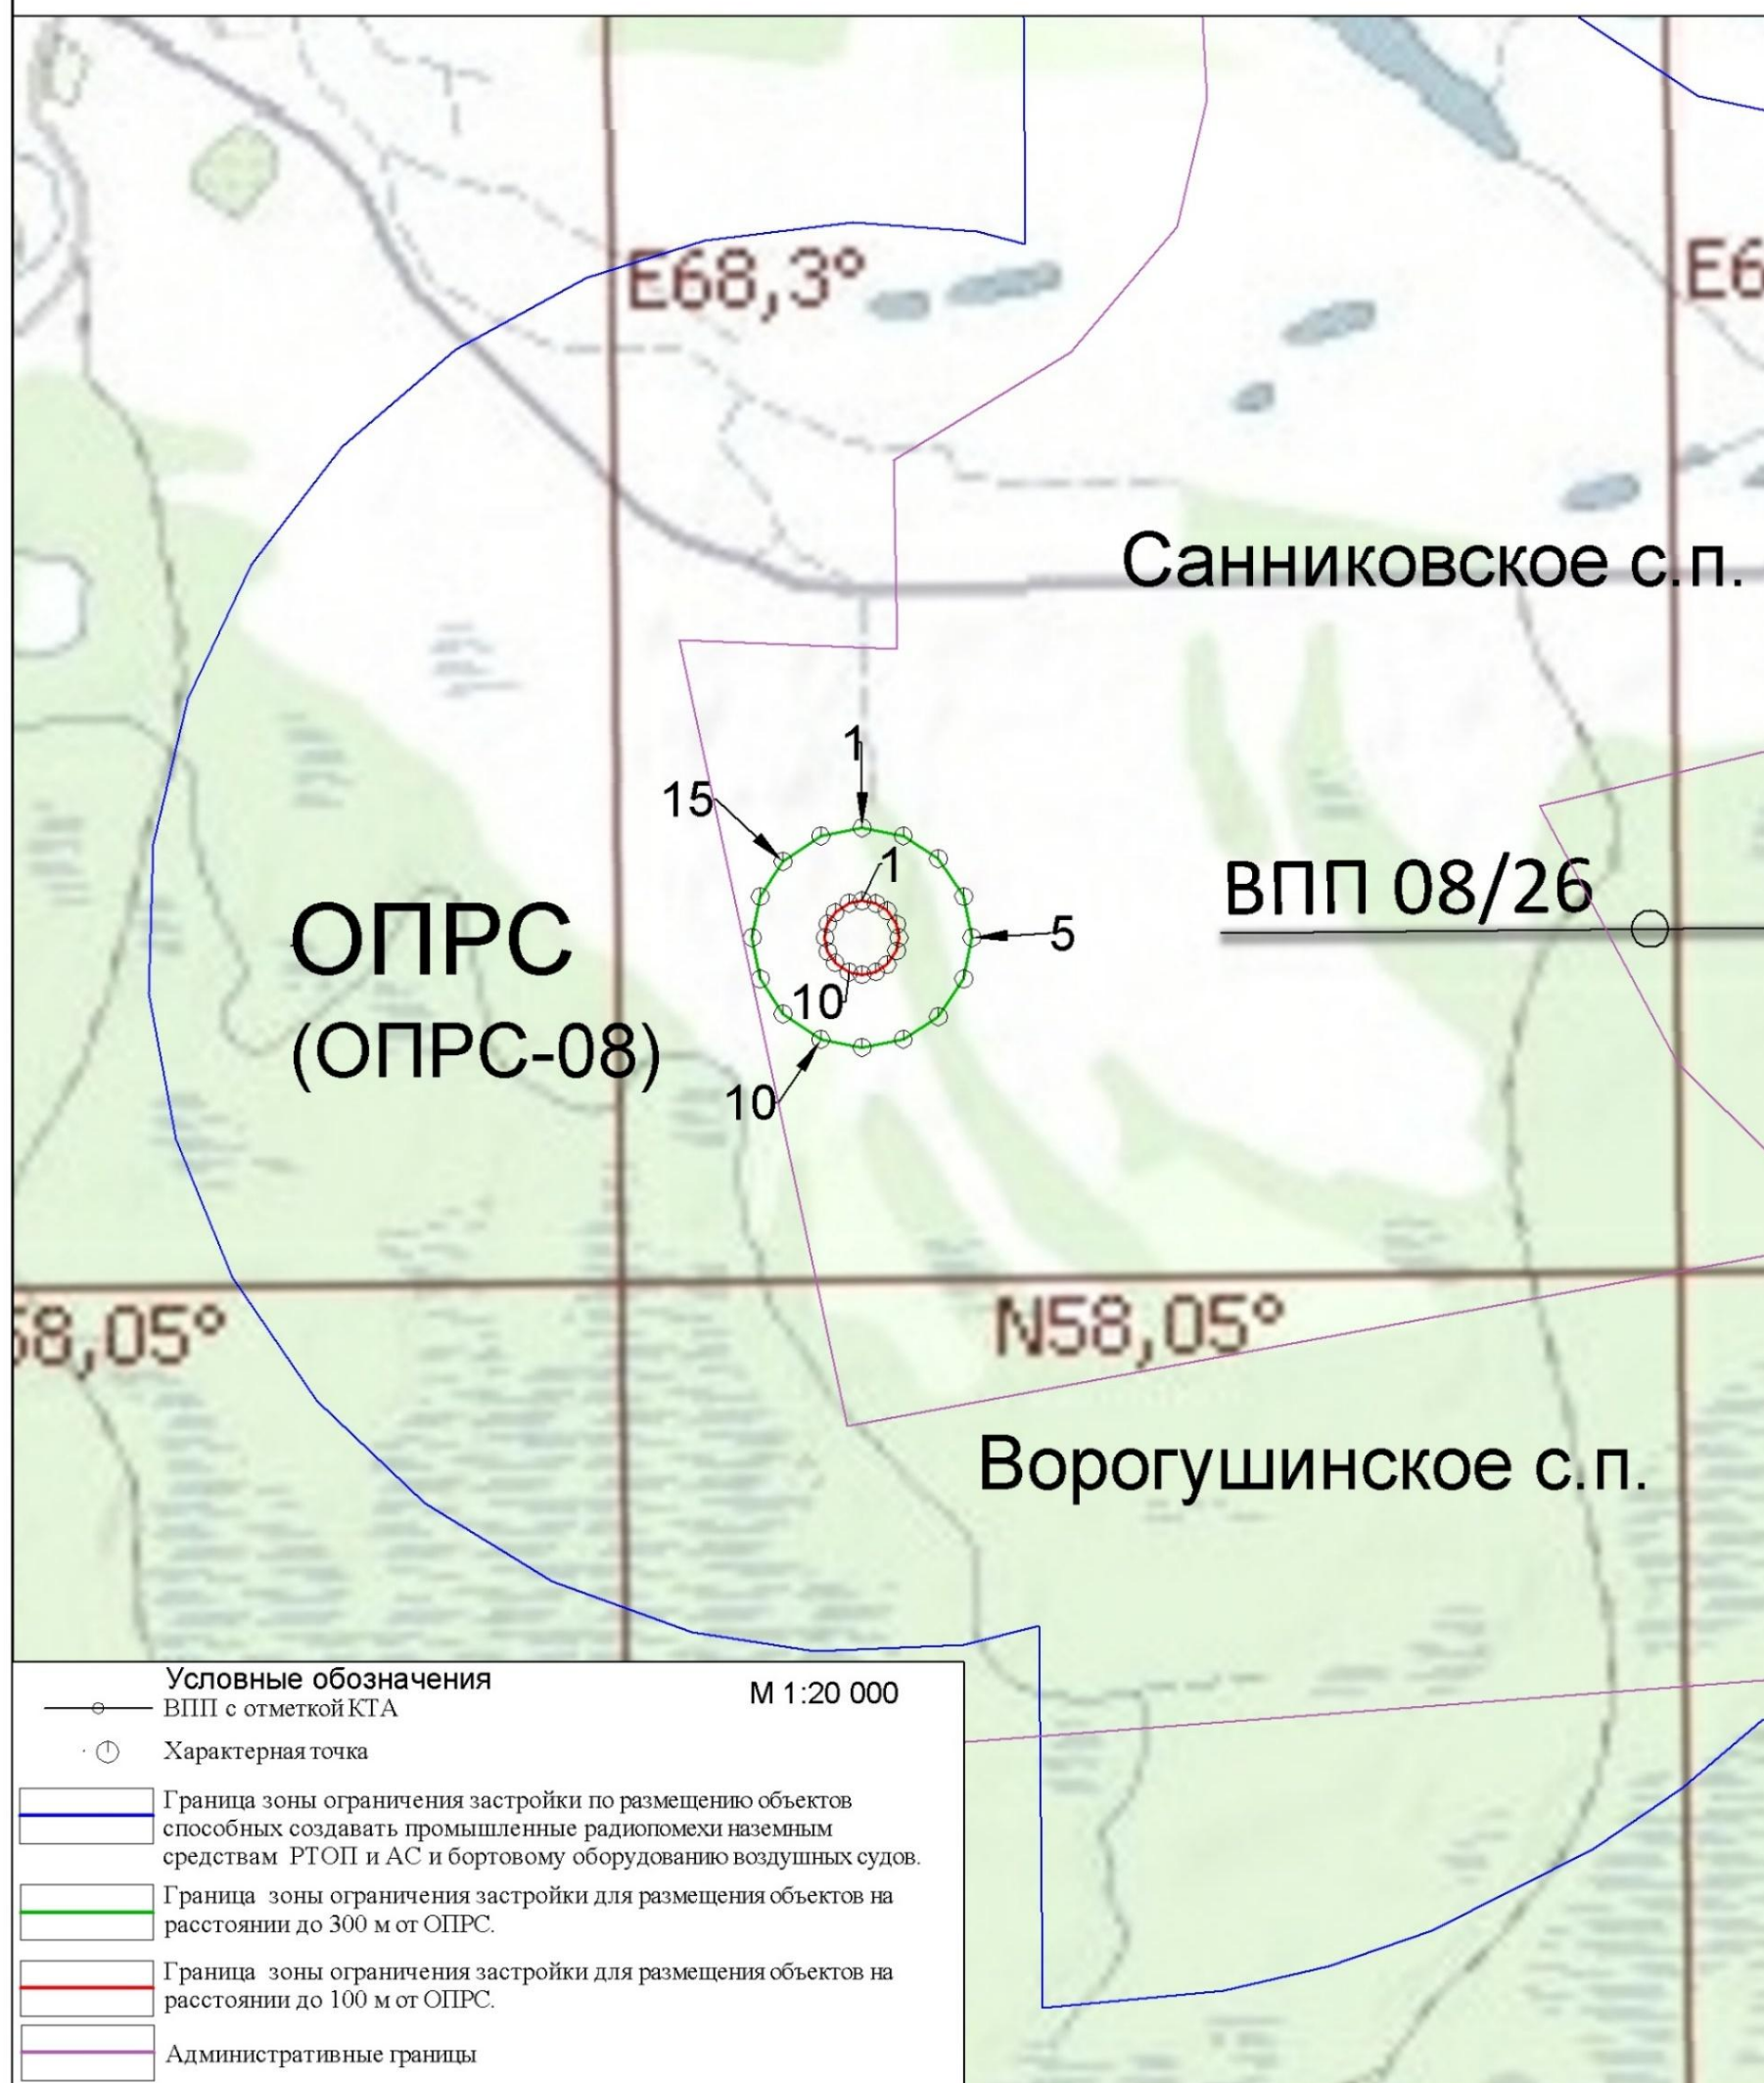 E68,3°
E6
Санниковское с.п.
1
15
1
ВПП 08/26
ОПРС
5
10
(ОПРС-08)
10
58,05°
N58,05°
Ворогушинское с.п.
Условные обозначения
М 1:20 000
ВПП с отметкой КТА
Характерная точка
Граница зоны ограничения застройки по размещению объектов
способных создавать промышленные радиопомехи наземным
средствам РТОП и АС и бортовому оборудованию воздушных судов.
Граница зоны ограничения застройки для размещения объектов на
расстоянии до 300 м от ОПРС.
Граница зоны ограничения застройки для размещения объектов на
расстоянии до 100 м от ОПРС.
Административные границы